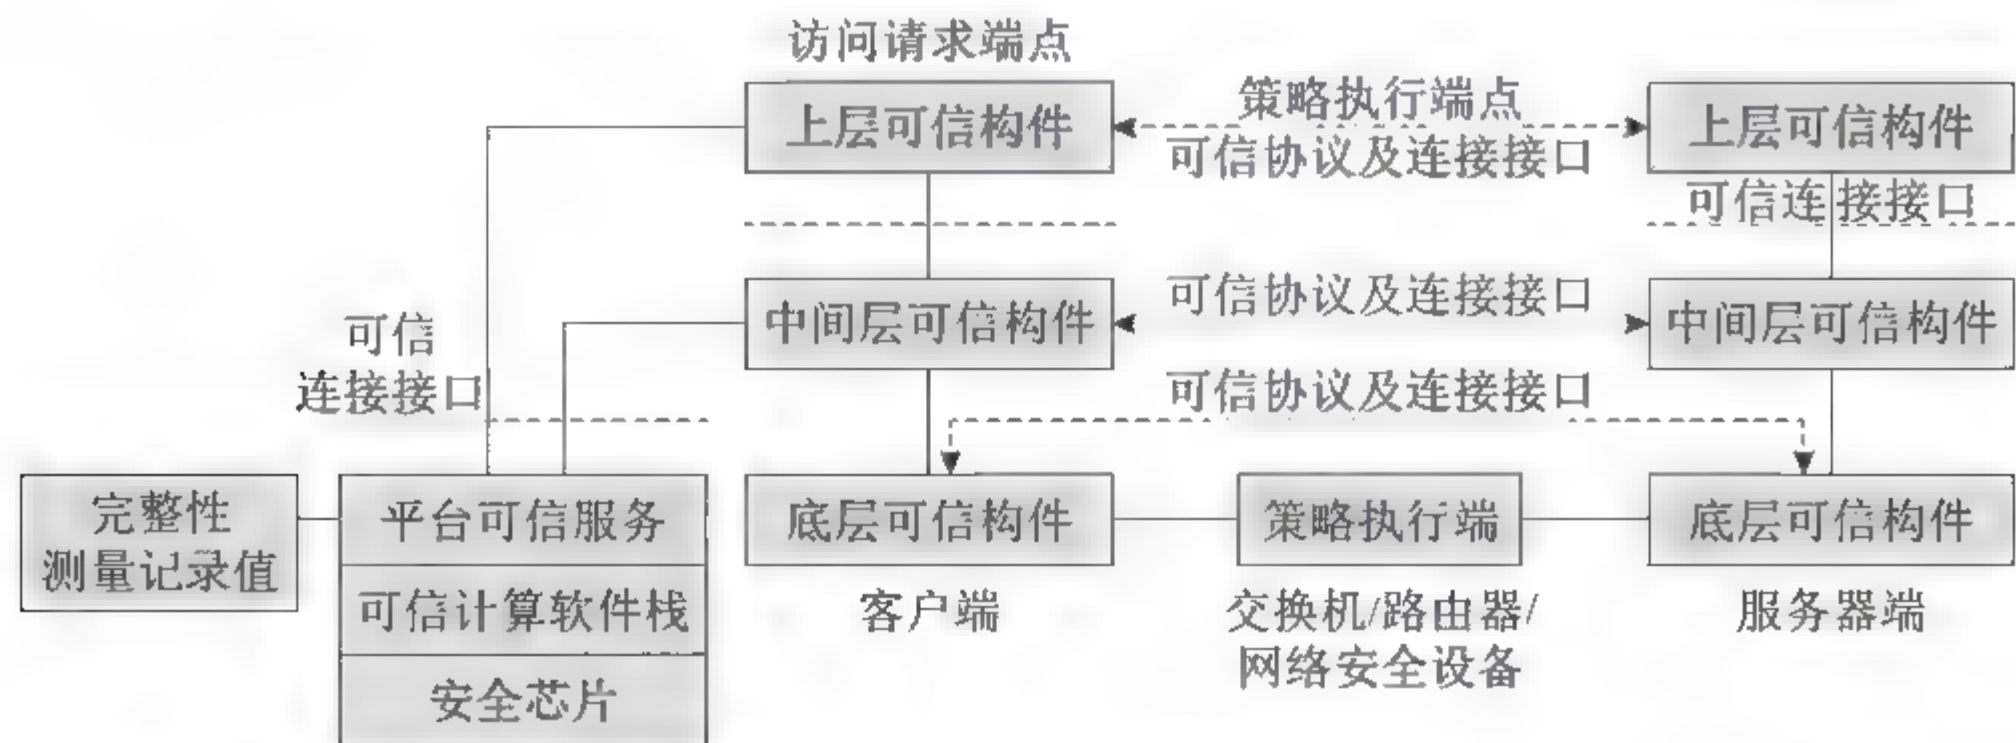 访问请求端点
上层可信构件
策略执行端点
上层可信构件
可信协议及连接接口
可信连接接口
中间层可信构件
可信协议及连接接口
中间层可信构件
可信
连接接口
可信协议及连接接口
完整性
测量记录值
平台可信服务
底层可信构件
策略执行端
底层可信构件
可信计算软件栈
客户端
交换机/路由器/
网络安全设备
服务器端
安全芯片